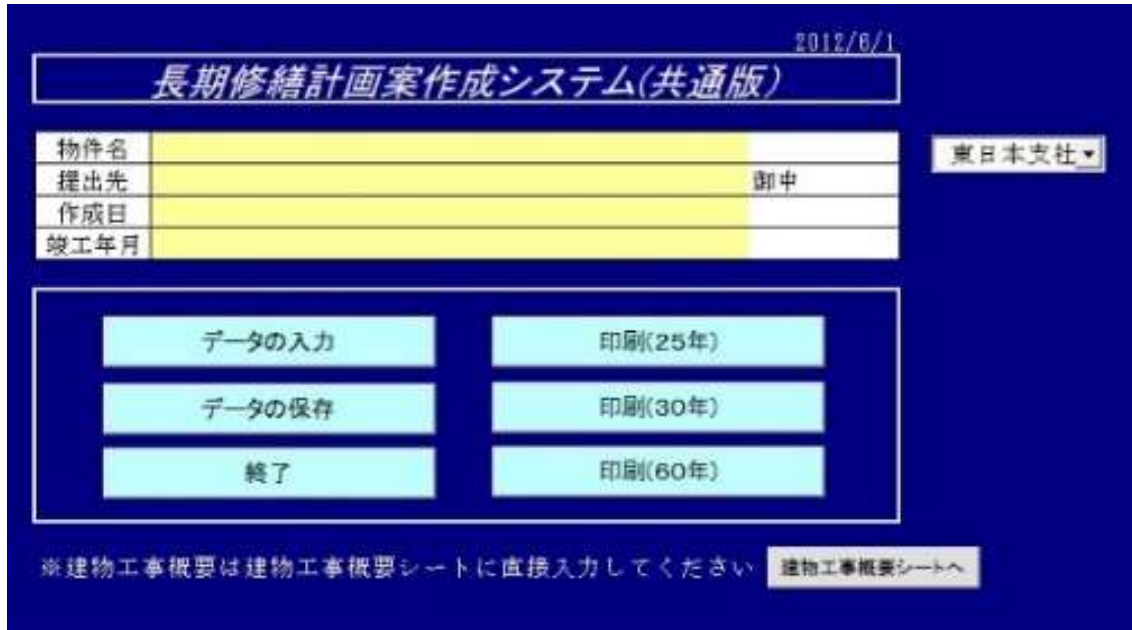 2012/6/1
長期修繕計画案作成システム(共通版)
物件名
東日本支社
提出先 御中
作成日
竣工年月
データの入力 印刷(25年)
データの保存 印刷(30年)
終了 印刷(60年)
※建物工事概要は建物工事概要シートに直接入力してください 建物工事概要シートへ